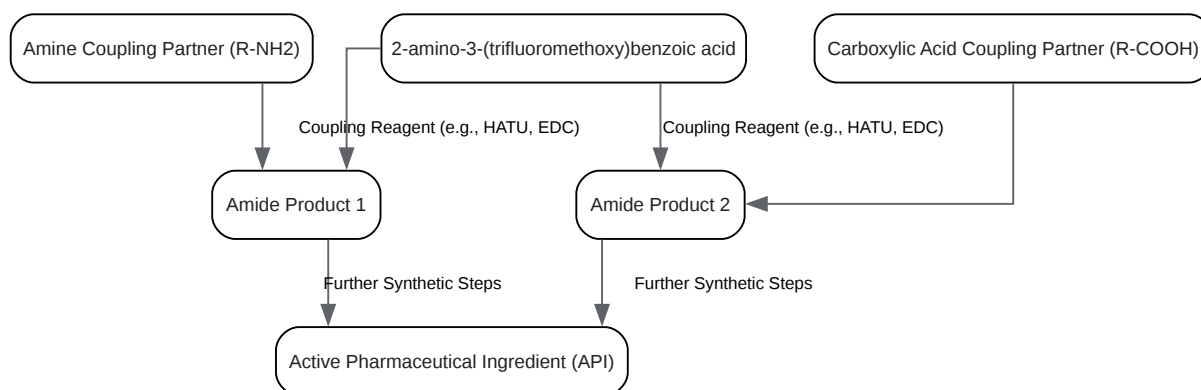 Amine Coupling Partner (R-NH2)
2-amino-3-(trifluoromethoxy)benzoic acid
Carboxylic Acid Coupling Partner (R-COOH)
Coupling Reagent (e.g., HATU, EDC)
Coupling Reagent (e.g., HATU, EDC)
Amide Product 1
Amide Product 2
Further Synthetic Steps
Further Synthetic Steps
Active Pharmaceutical Ingredient (API)